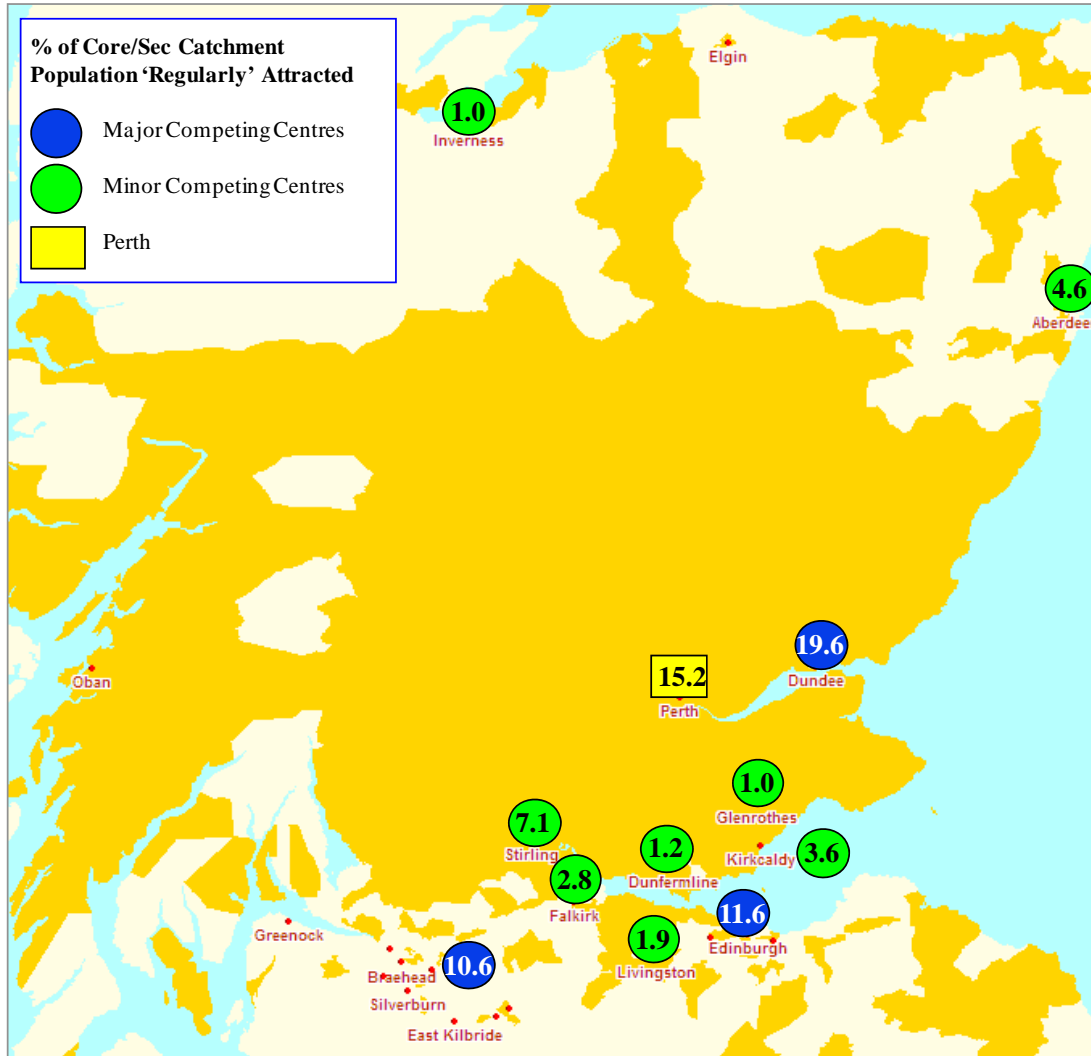 % of Core/Sec Catchment
Population ‘Regularly’ Attracted
Major Competing Centres
Minor Competing Centres
Perth
Elgin
1.0
Inverness
4.6
Aberdee
19.6
Dundee
15.2
Perth
Oban
1.0
Glenrothes
7.1
Stirling
1.2
Dunfermline
Kirkcaldy
3.6
2.8
Falkirk
11.6
Edinburgh
1.9
Livingston
Greenock
10.6
Braehead
Silverburn
East Kilbride